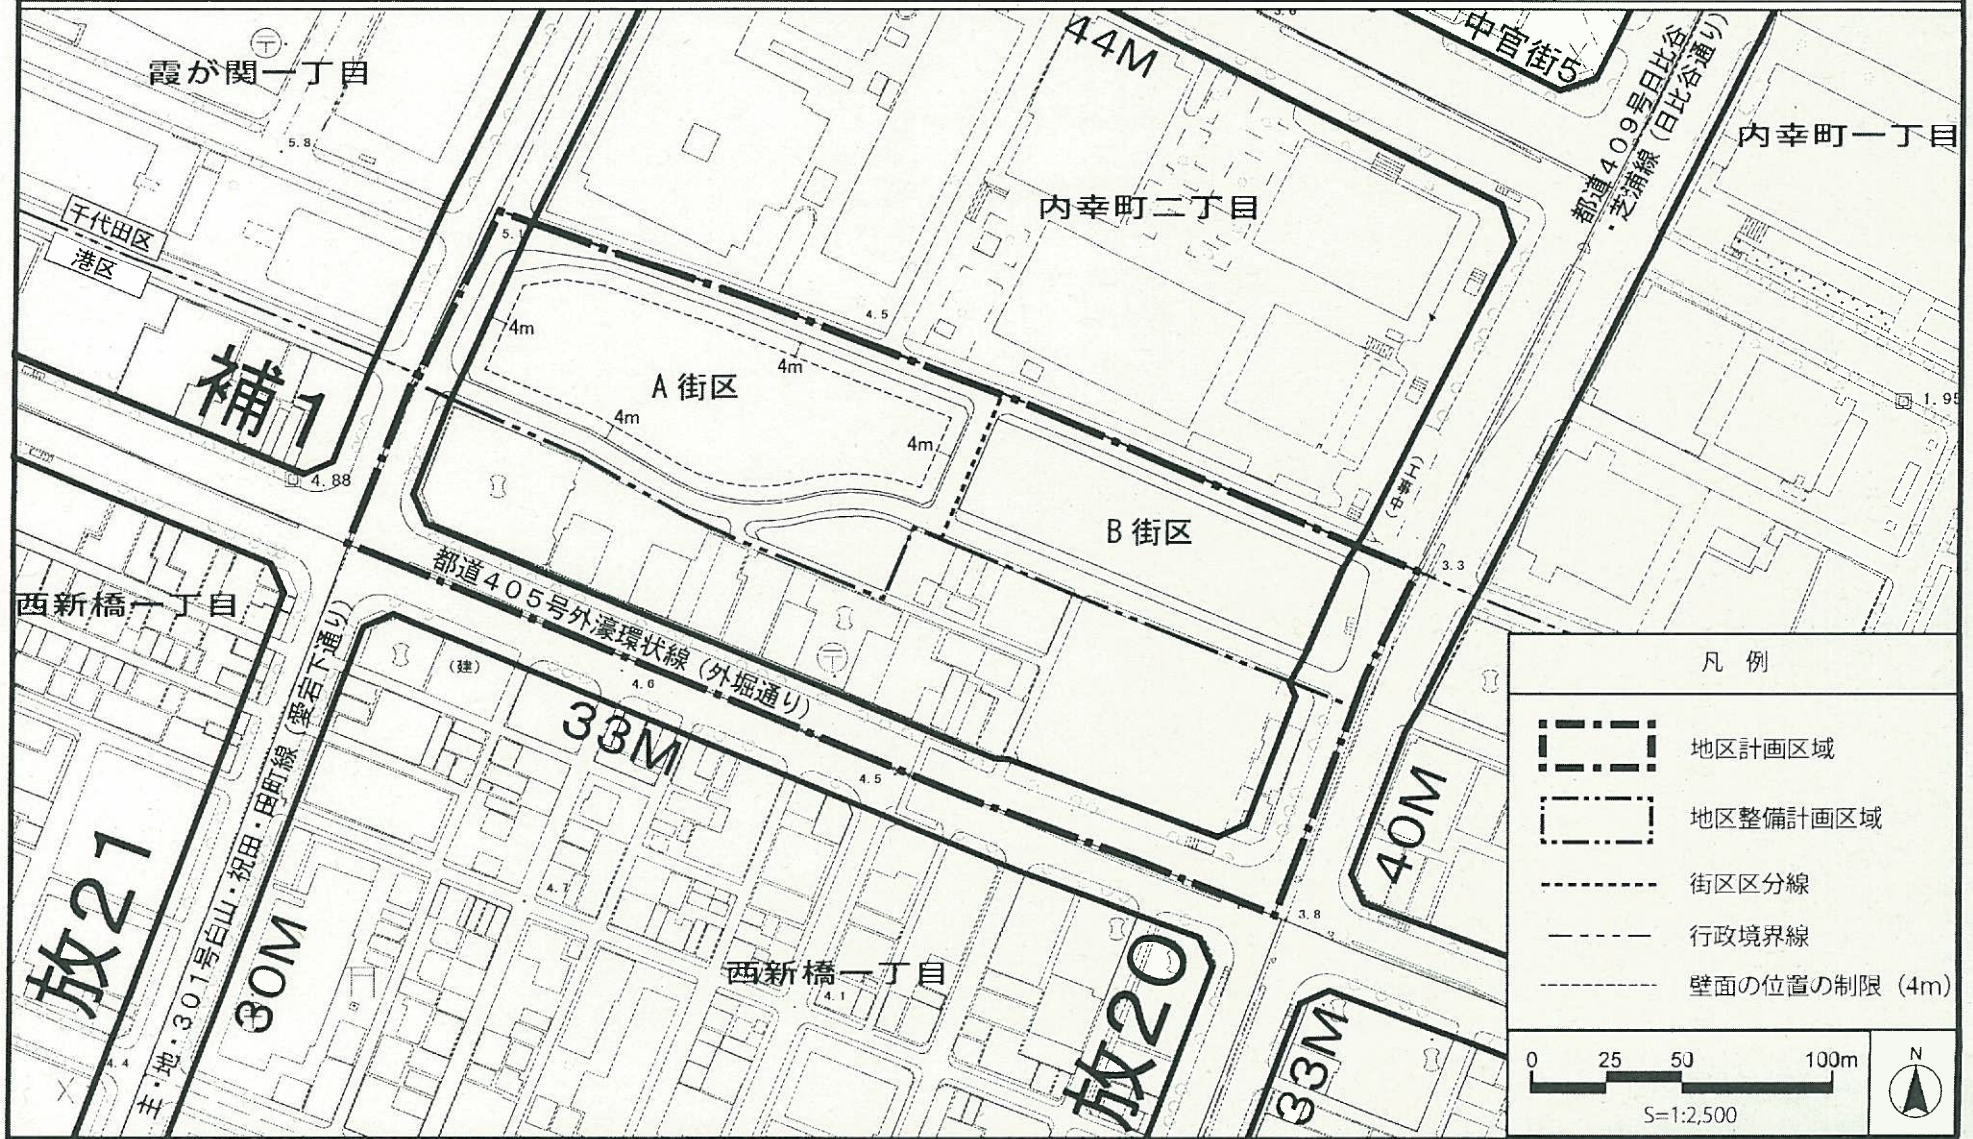 44M
中官街5
都道409号日比谷
・芝浦線(日比谷通り)
霞が関一丁目
5.8
内幸町一丁目
千代田区
港区
内幸町二丁目
5.1
4.5
4m
4m
A 街区
4m
4m
補1
4.88
1.95
B 街区
(工事中)
3.3
西新橋一丁目
都道405号外濠環状線(外堀通り)
(建)
4.6
33M
4.5
主・地・301号白山・祝田・田町線(愛宕下通り)
放21
30M
4.7
4.4
西新橋一丁目
4.1
放20
3.8
40M
33M
凡 例
地区計画区域
地区整備計画区域
街区区分線
行政境界線
壁面の位置の制限(4m)
0 25 50 100m
S=1:2,500
N